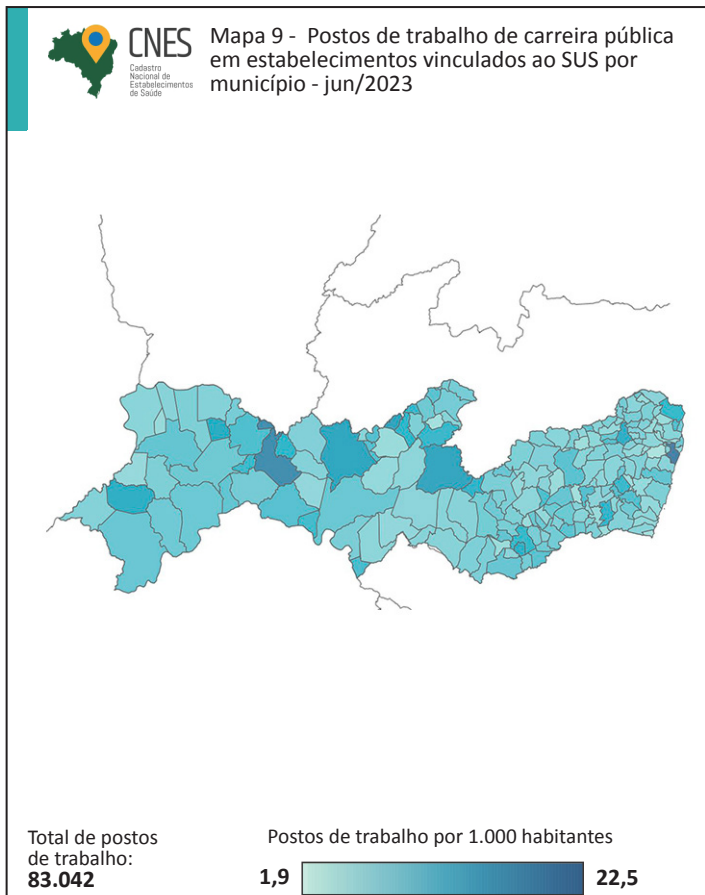 CNES
Cadastro
Nacional de
Estabelecimentos
de Saúde
Mapa 9 - Postos de trabalho de carreira pública
em estabelecimentos vinculados ao SUS por
município - jun/2023
Total de postos
de trabalho:
83.042
Postos de trabalho por 1.000 habitantes
1,9 22,5